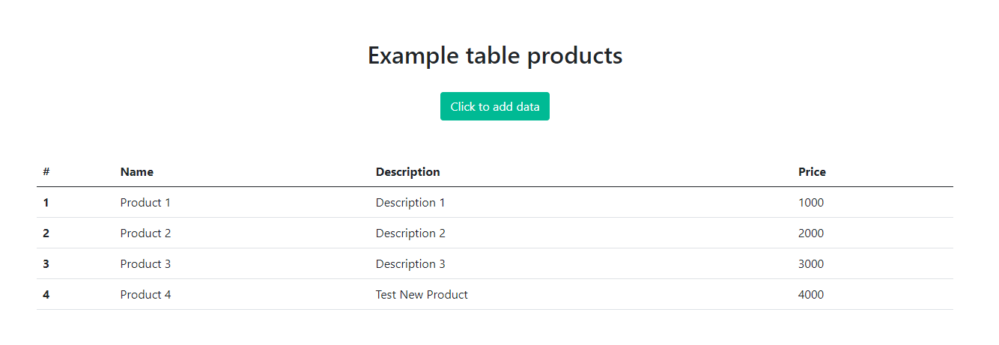 Example table products
Click to add data
# Name Description Price
1 Product 1 Description 1 1000
2 Product 2 Description 2 2000
3 Product 3 Description 3 3000
4 Product 4 Test New Product 4000